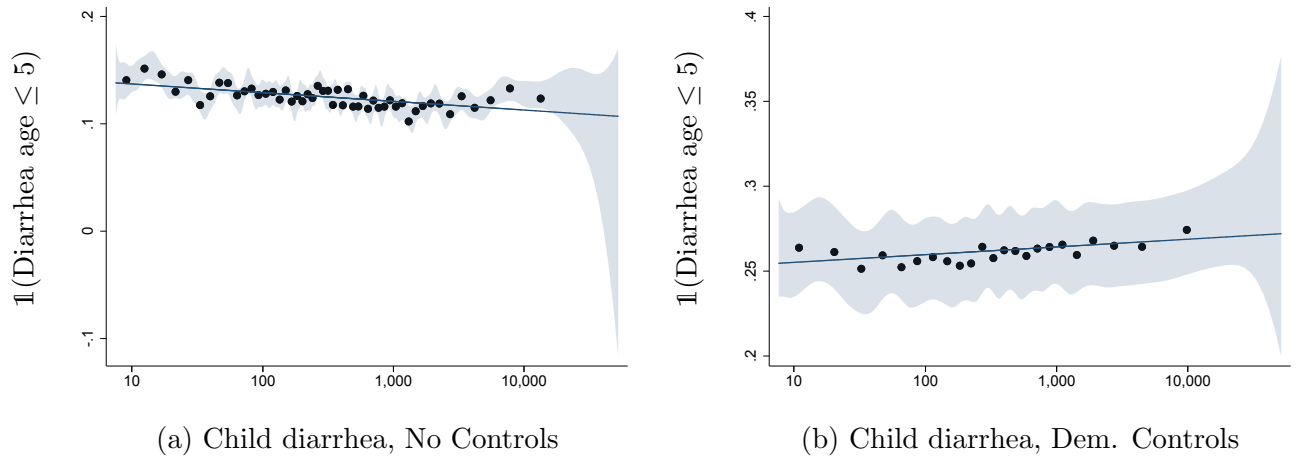 .2
.1
0
-.1
𝟙(Diarrhea age ≤ 5)
10 100 1,000 10,000
(a) Child diarrhea, No Controls
.4
.35
.3
.25
.2
𝟙(Diarrhea age ≤ 5)
10 100 1,000 10,000
(b) Child diarrhea, Dem. Controls